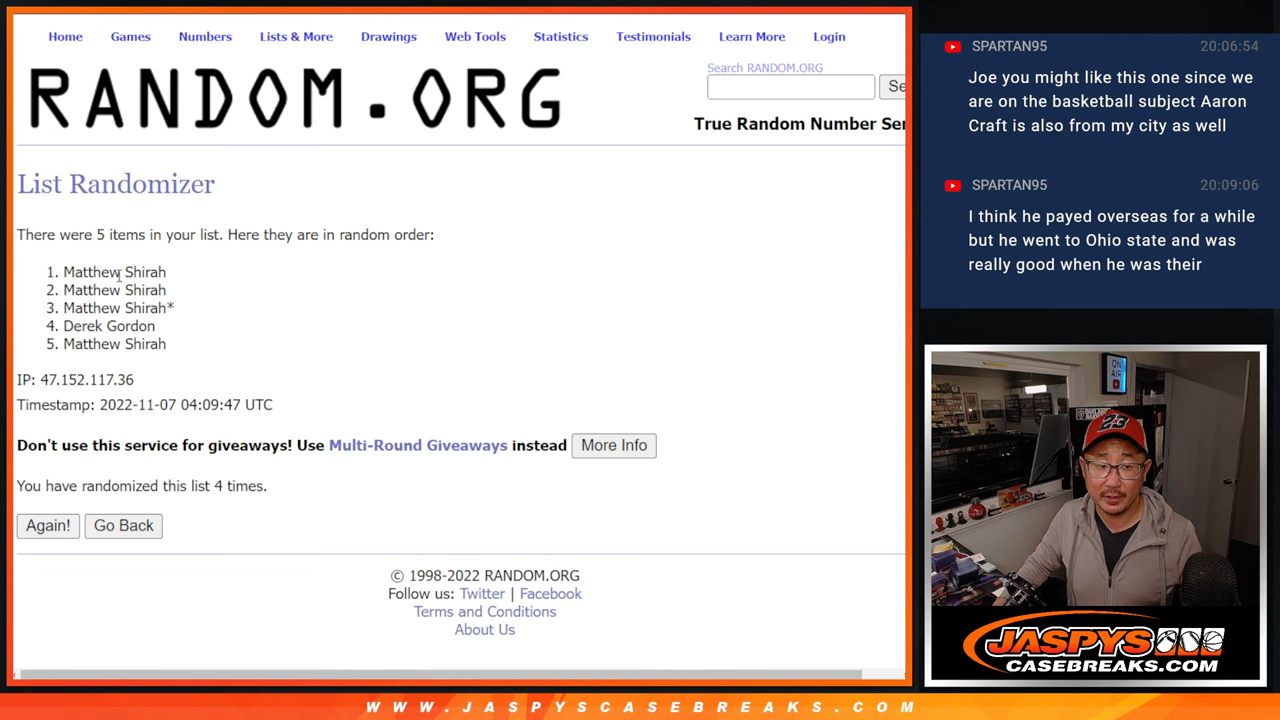 Home Games Numbers Lists & More Drawings Web Tools Statistics Testimonials Learn More Login
RANDOM.ORG
Search RANDOM.ORG
Se
True Random Number Ser
List Randomizer
There were 5 items in your list. Here they are in random order:
1. Matthew Shirah
2. Matthew Shirah
3. Matthew Shirah*
4. Derek Gordon
5. Matthew Shirah
IP: 47.152.117.36
Timestamp: 2022-11-07 04:09:47 UTC
Don't use this service for giveaways! Use Multi-Round Giveaways instead More Info
You have randomized this list 4 times.
Again! Go Back
© 1998-2022 RANDOM.ORG
Follow us: Twitter | Facebook
Terms and Conditions
About Us
SPARTAN95 20:06:54
Joe you might like this one since we
are on the basketball subject Aaron
Craft is also from my city as well
SPARTAN95 20:09:06
I think he payed overseas for a while
but he went to Ohio state and was
really good when he was their
ON
AIR
23
JASPYS
CASEBREAKS.COM
WWW.JASPYSCASEBREAKS.COM